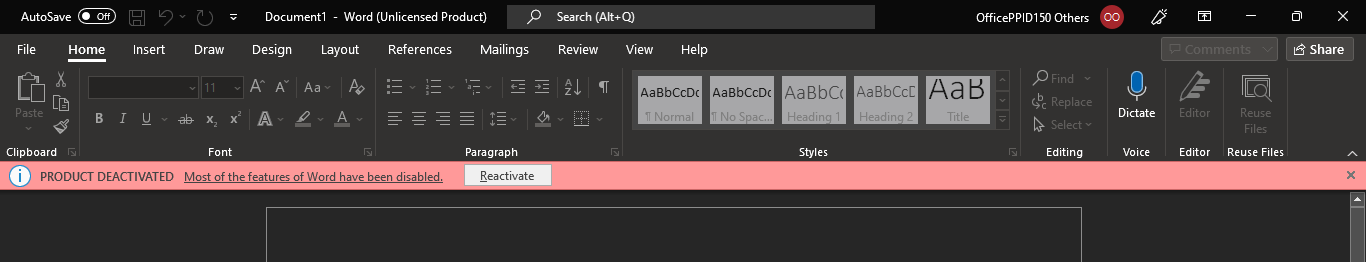 AutoSave Off Document1 - Word (Unlicensed Product) Search (Alt+Q) OfficePPID150 Others OO
File Home Insert Draw Design Layout References Mailings Review View Help Comments Share
Paste
Clipboard
11 A A Aa A
B I U ab x₂ x² A A
Font
Paragraph
AaBbCcDc AaBbCcDc AaBbCc AaBbCcD AaB
¶ Normal ¶ No Spac... Heading 1 Heading 2 Title
Styles
Find
Replace
Select
Editing
Dictate
Voice
Editor
Editor
Reuse
Files
Reuse Files
PRODUCT DEACTIVATED Most of the features of Word have been disabled. Reactivate